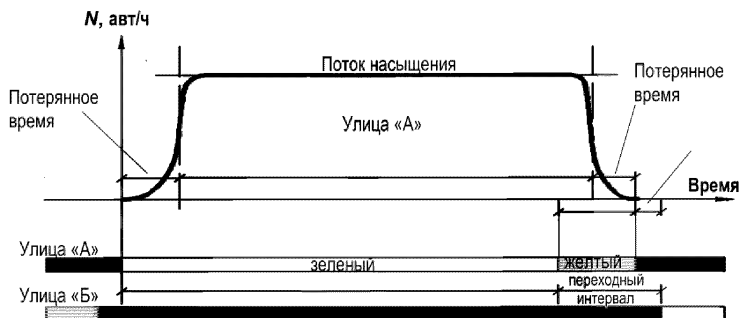 N, авт/ч
Поток насыщения
Потерянное
время
Потерянное
время
Улица «А»
Время
Улица «А»
зеленый
желтый
Улица «Б»
переходный
интервал